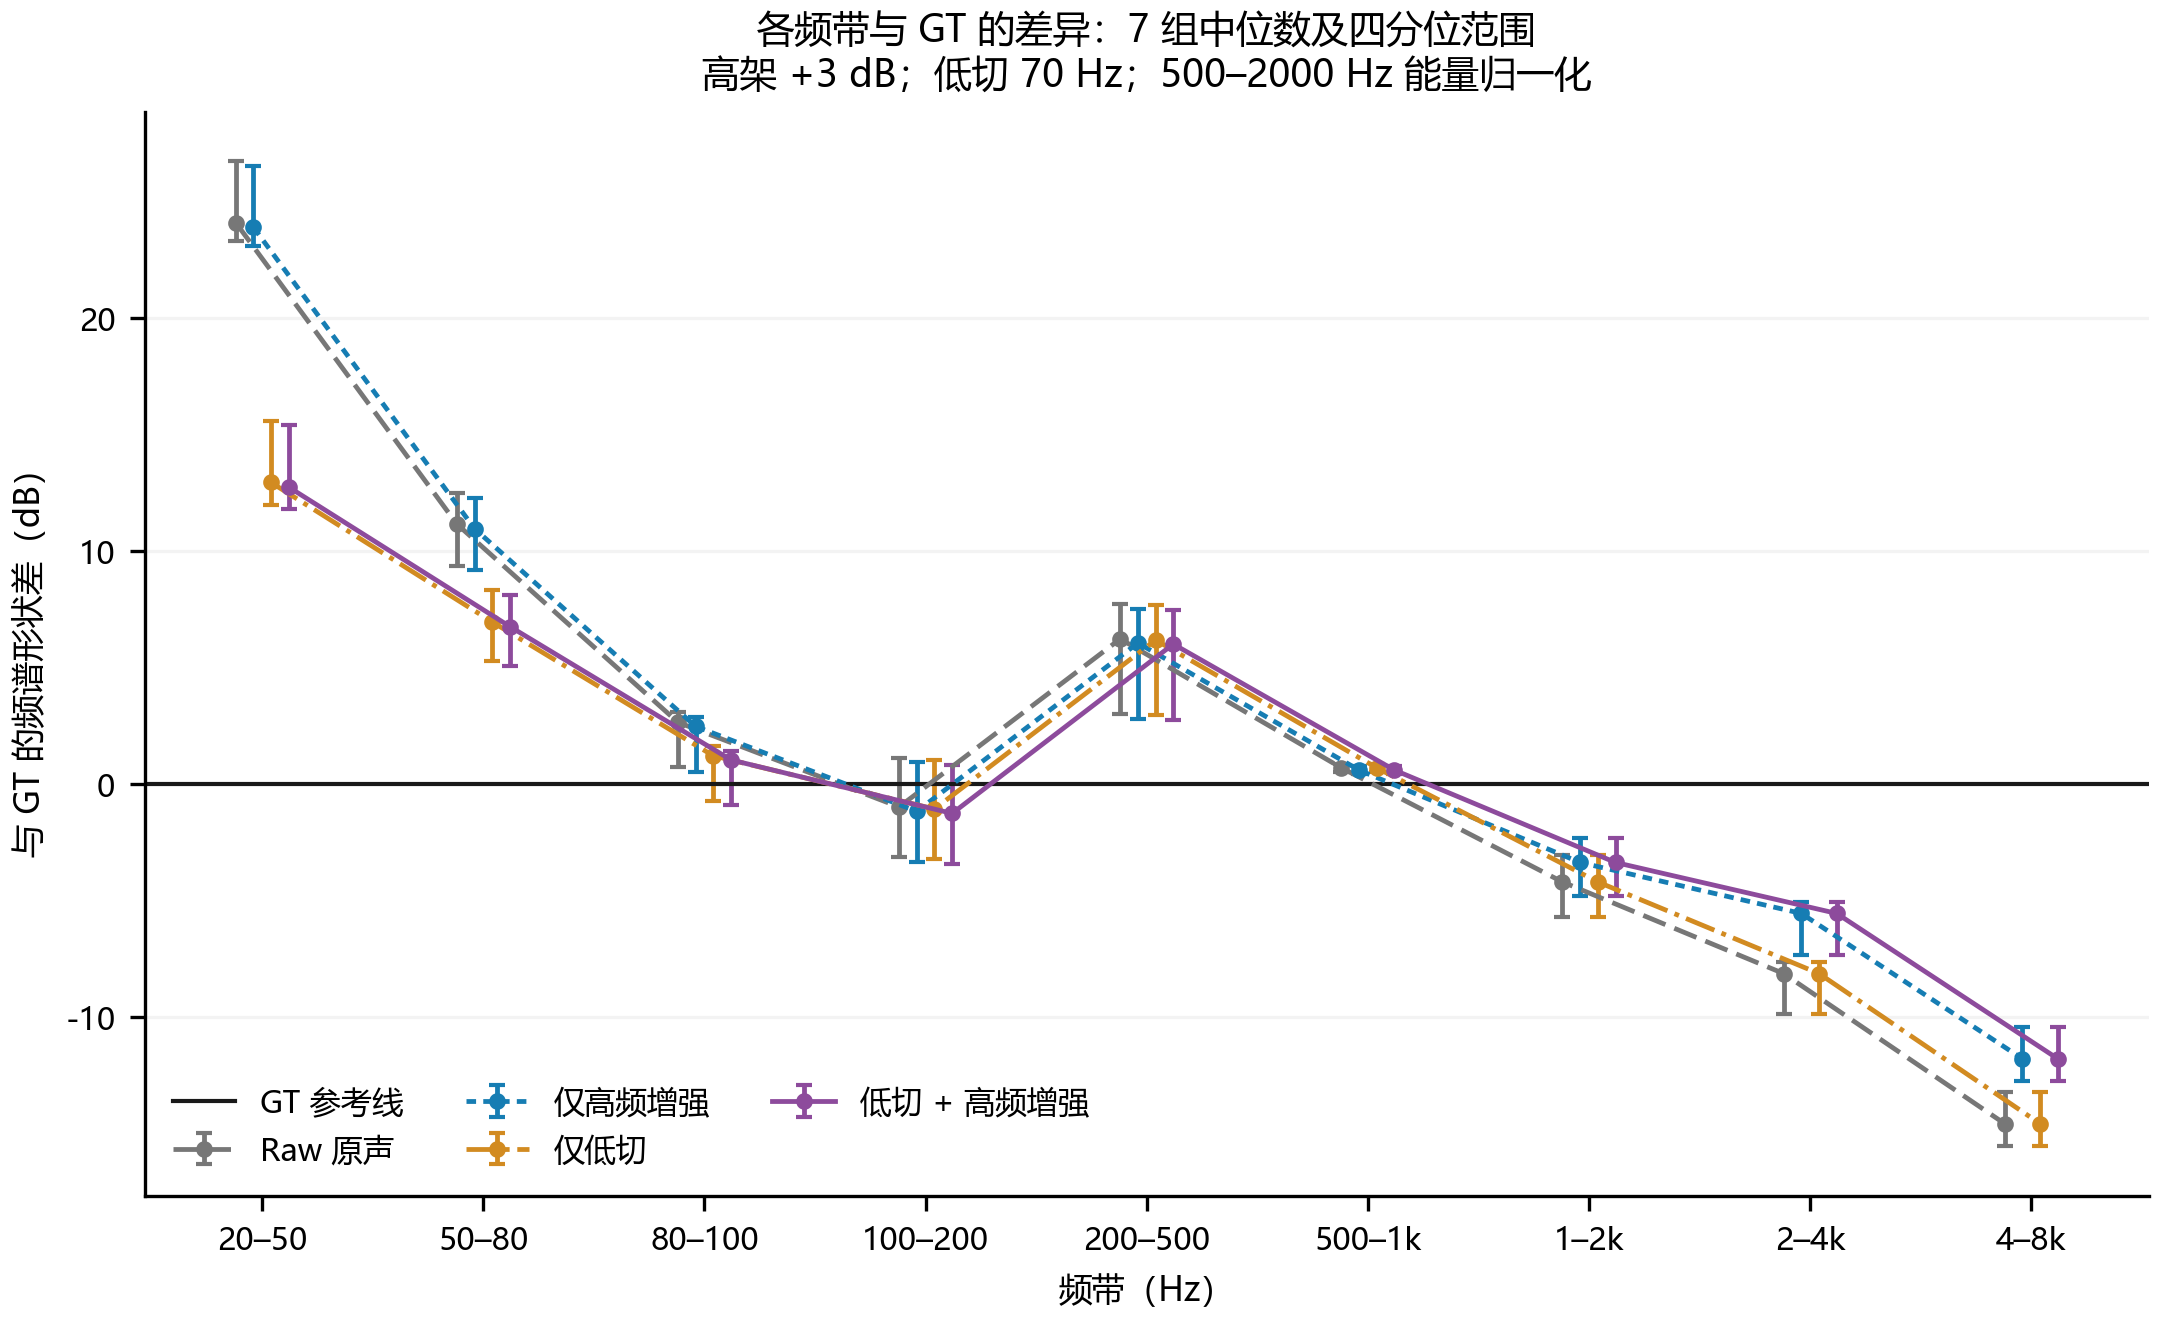 各频带与 GT 的差异：7 组中位数及四分位范围
高架 +3 dB；低切 70 Hz；500–2000 Hz 能量归一化
与 GT 的频谱形状差（dB）
20
10
0
-10
GT 参考线
Raw 原声
仅高频增强
仅低切
低切 + 高频增强
20–50
50–80
80–100
100–200
200–500
500–1k
1–2k
2–4k
4–8k
频带（Hz）